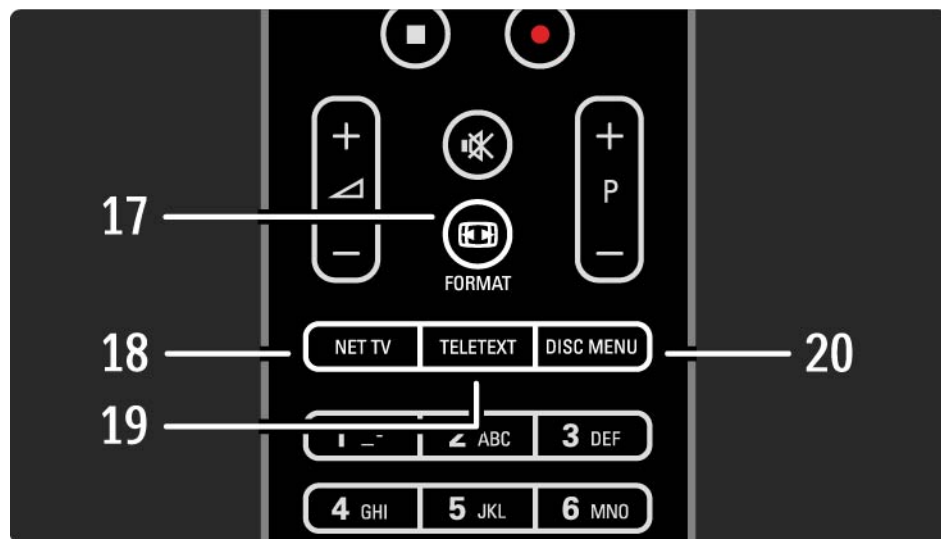 + +
P
17
— —
FORMAT
18 NET TV TELETEXT DISC MENU 20
19
1 _- 2 ABC 3 DEF
4 GHI 5 JKL 6 MNO